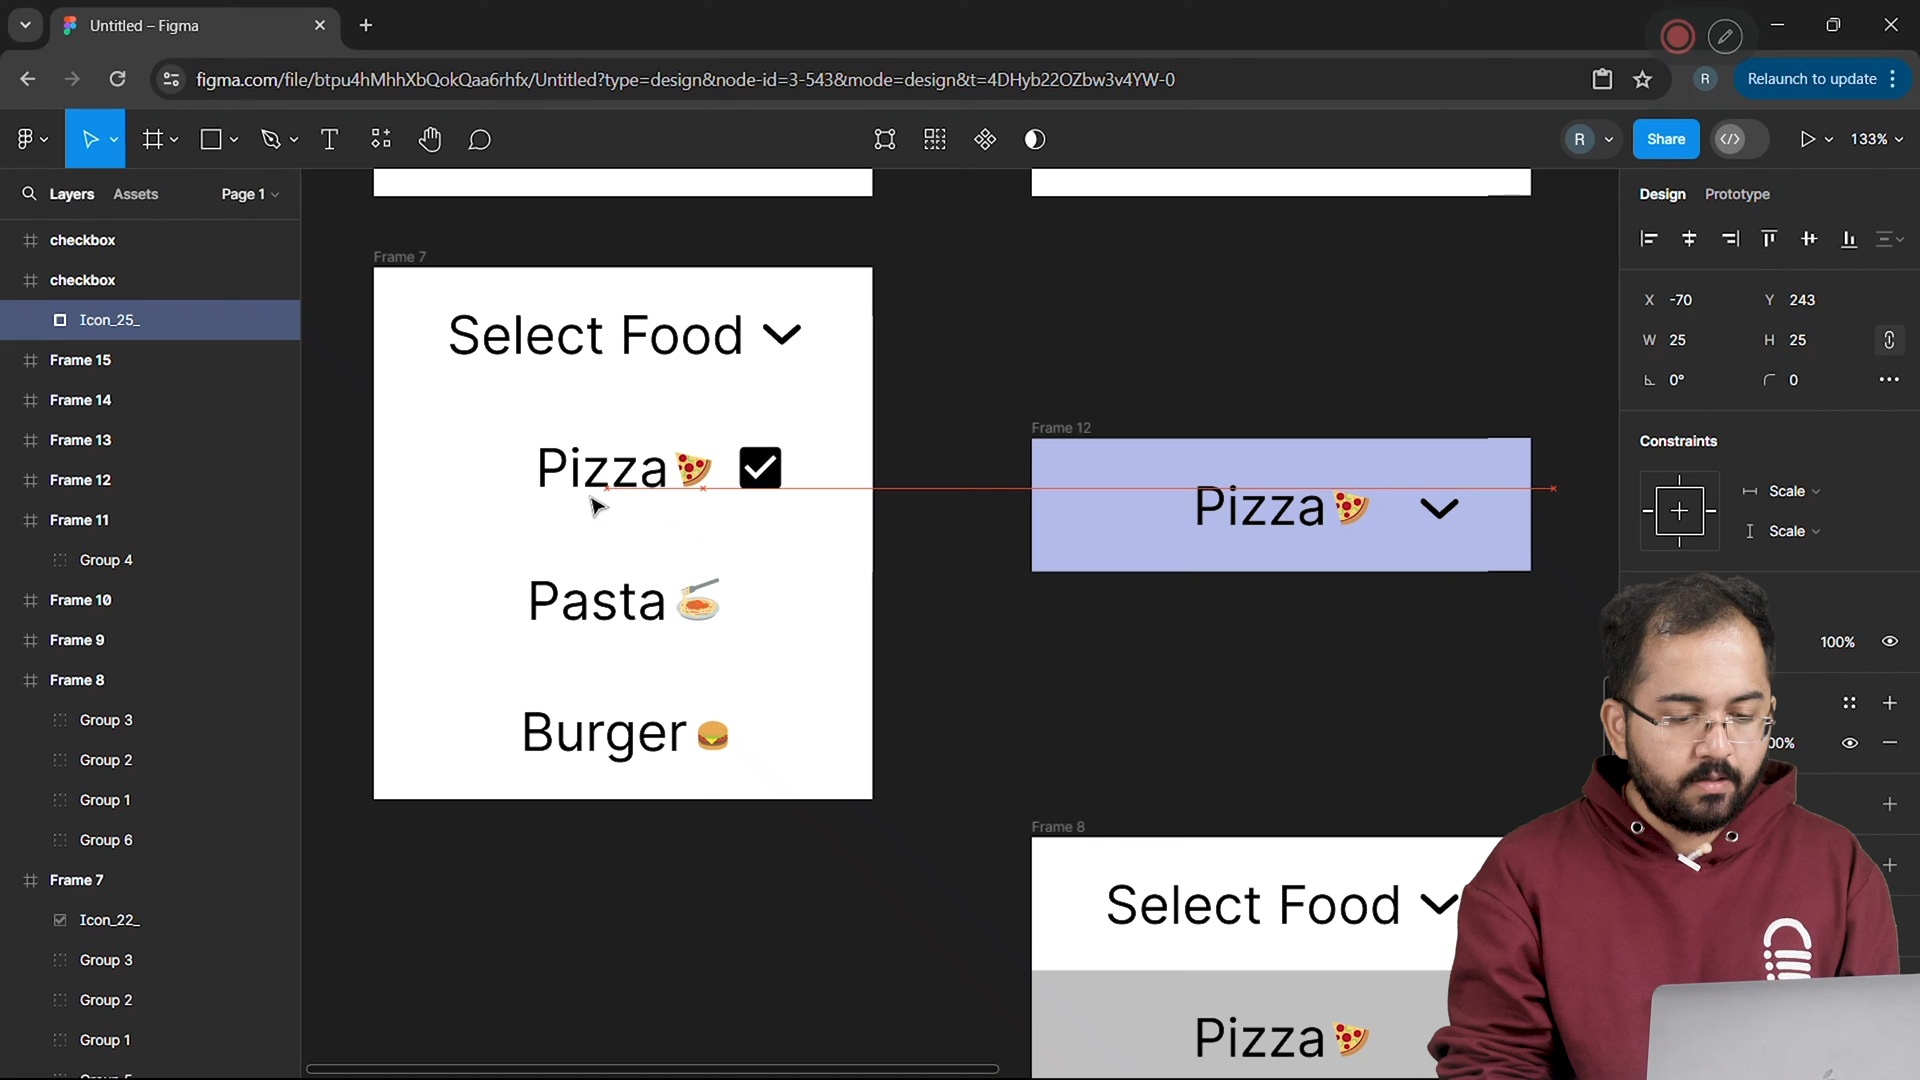 Untitled – Figma
figma.com/file/btpu4hMhhXbQokQaa6rhfx/Untitled?type=design&node-id=3-543&mode=design&t=4DHyb22OZbw3v4YW-0
R
Relaunch to update
R
Share
133%
Layers
Assets
Page 1
Design
Prototype
checkbox
checkbox
Icon_25_
Frame 15
Frame 14
Frame 13
Frame 12
Frame 11
Group 4
Frame 10
Frame 9
Frame 8
Group 3
Group 2
Group 1
Group 6
Frame 7
Icon_22_
Group 3
Group 2
Group 1
Frame 7
Select Food
Pizza
Pasta
Burger
Frame 12
Pizza
Frame 8
Select Food
Pizza
X -70
Y 243
W 25
H 25
0°
0
Constraints
Scale
Scale
100%